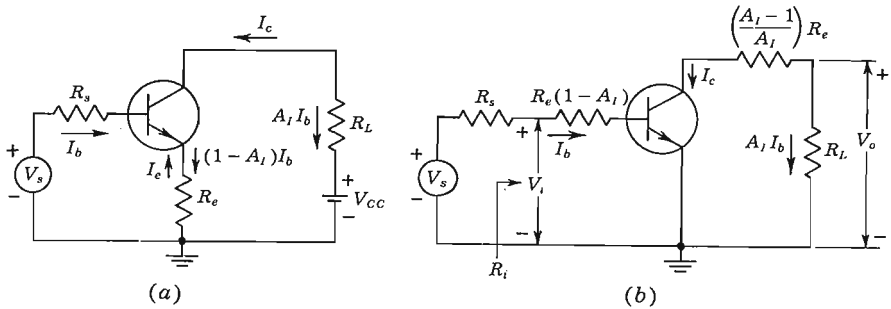 I_c
R_s
I_b
+
V_s
−
I_e
(1 − A_I)I_b
R_e
A_I I_b
R_L
+
V_CC
−
(a)
((A_I − 1)/A_I) R_e
I_c
R_s
R_e(1 − A_I)
+
I_b
+
V_s
−
V_i
−
R_i
A_I I_b
R_L
+
V_o
−
(b)